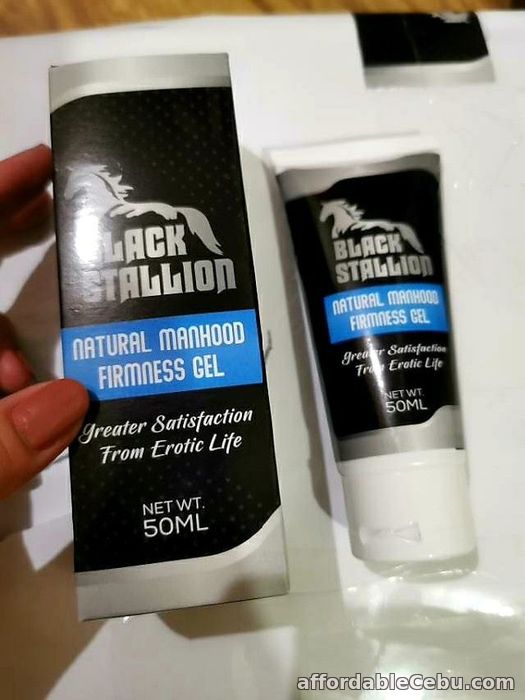 BLACK
STALLION
NATURAL MANHOOD
FIRMNESS GEL
Greater Satisfaction
From Erotic Life
NET WT.
50ML
BLACK
STALLION
NATURAL MANHOOD
FIRMNESS GEL
Greater Satisfaction
From Erotic Life
NET WT.
50ML
affordableCebu.com